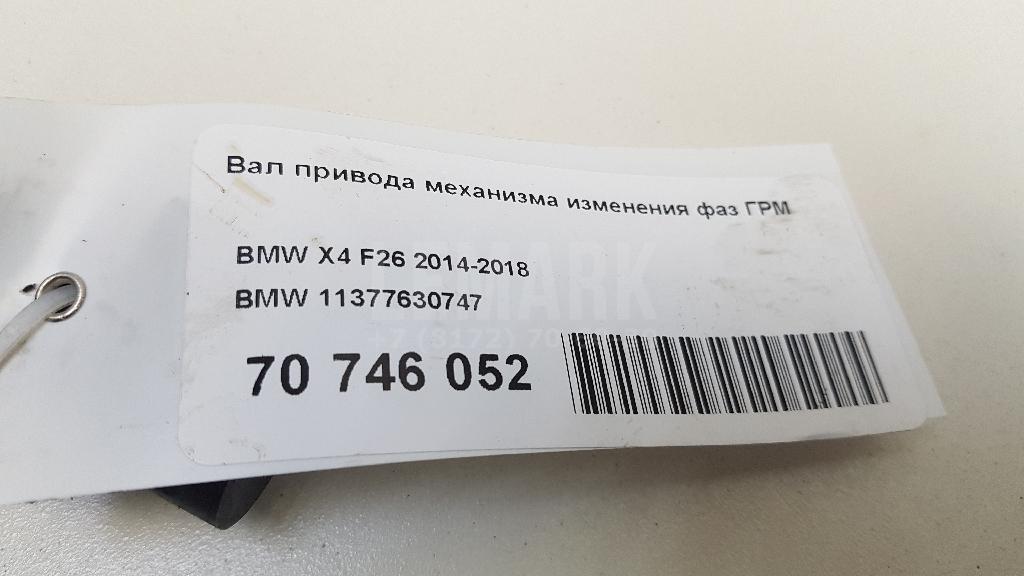 Вал привода механизма изменения фаз ГРМ
BMW X4 F26 2014-2018
BMW 11377630747
70 746 052